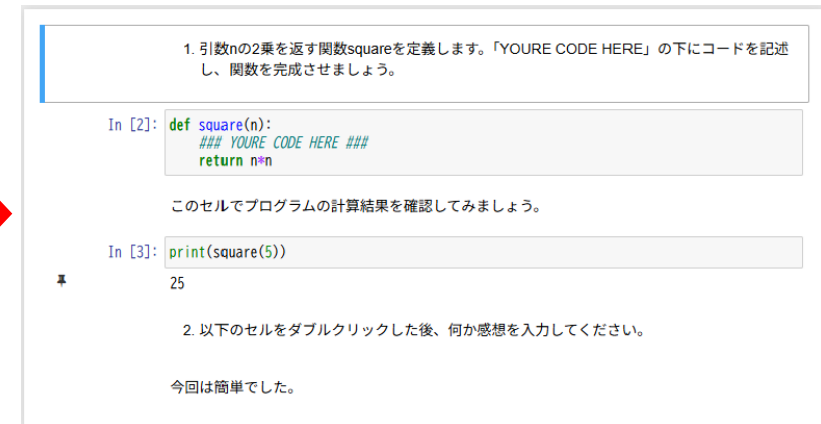 1. 引数nの2乗を返す関数squareを定義します。「YOURE CODE HERE」の下にコードを記述
し、関数を完成させましょう。
In [2]: def square(n):
### YOURE CODE HERE ###
return n*n
このセルでプログラムの計算結果を確認してみましょう。
In [3]: print(square(5))
25
2. 以下のセルをダブルクリックした後、何か感想を入力してください。
今回は簡単でした。